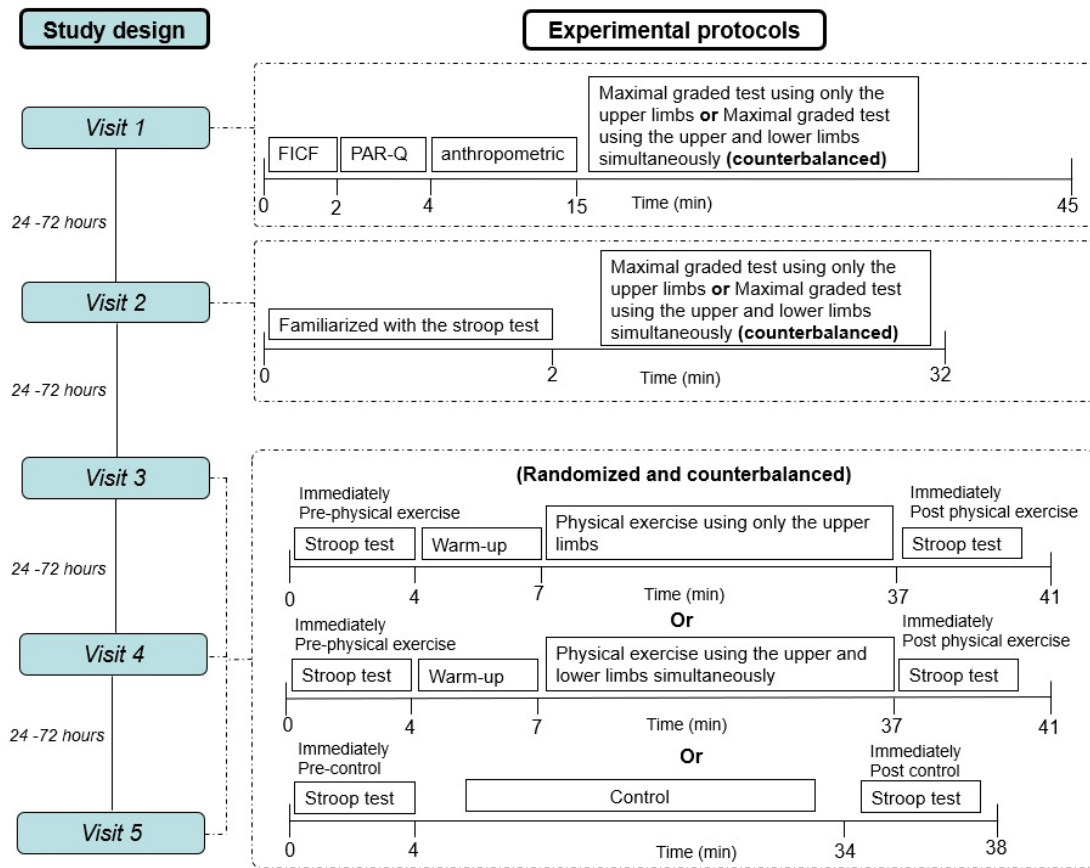 Study design
Experimental protocols
Visit 1
24 -72 hours
Visit 2
24 -72 hours
Visit 3
24 -72 hours
Visit 4
24 -72 hours
Visit 5
FICF
PAR-Q
anthropometric
Maximal graded test using only the
upper limbs or Maximal graded test
using the upper and lower limbs
simultaneously (counterbalanced)
0 2 4 15 Time (min) 45
Familiarized with the stroop test
Maximal graded test using only the
upper limbs or Maximal graded test
using the upper and lower limbs
simultaneously (counterbalanced)
0 2 Time (min) 32
(Randomized and counterbalanced)
Immediately
Pre-physical exercise
Stroop test
Warm-up
Physical exercise using only the upper
limbs
Immediately
Post physical exercise
Stroop test
0 4 7 Time (min) 37 41
Or
Immediately
Pre-physical exercise
Stroop test
Warm-up
Physical exercise using the upper and
lower limbs simultaneously
Immediately
Post physical exercise
Stroop test
0 4 7 Time (min) 37 41
Or
Immediately
Pre-control
Stroop test
Control
Immediately
Post control
Stroop test
0 4 34 38